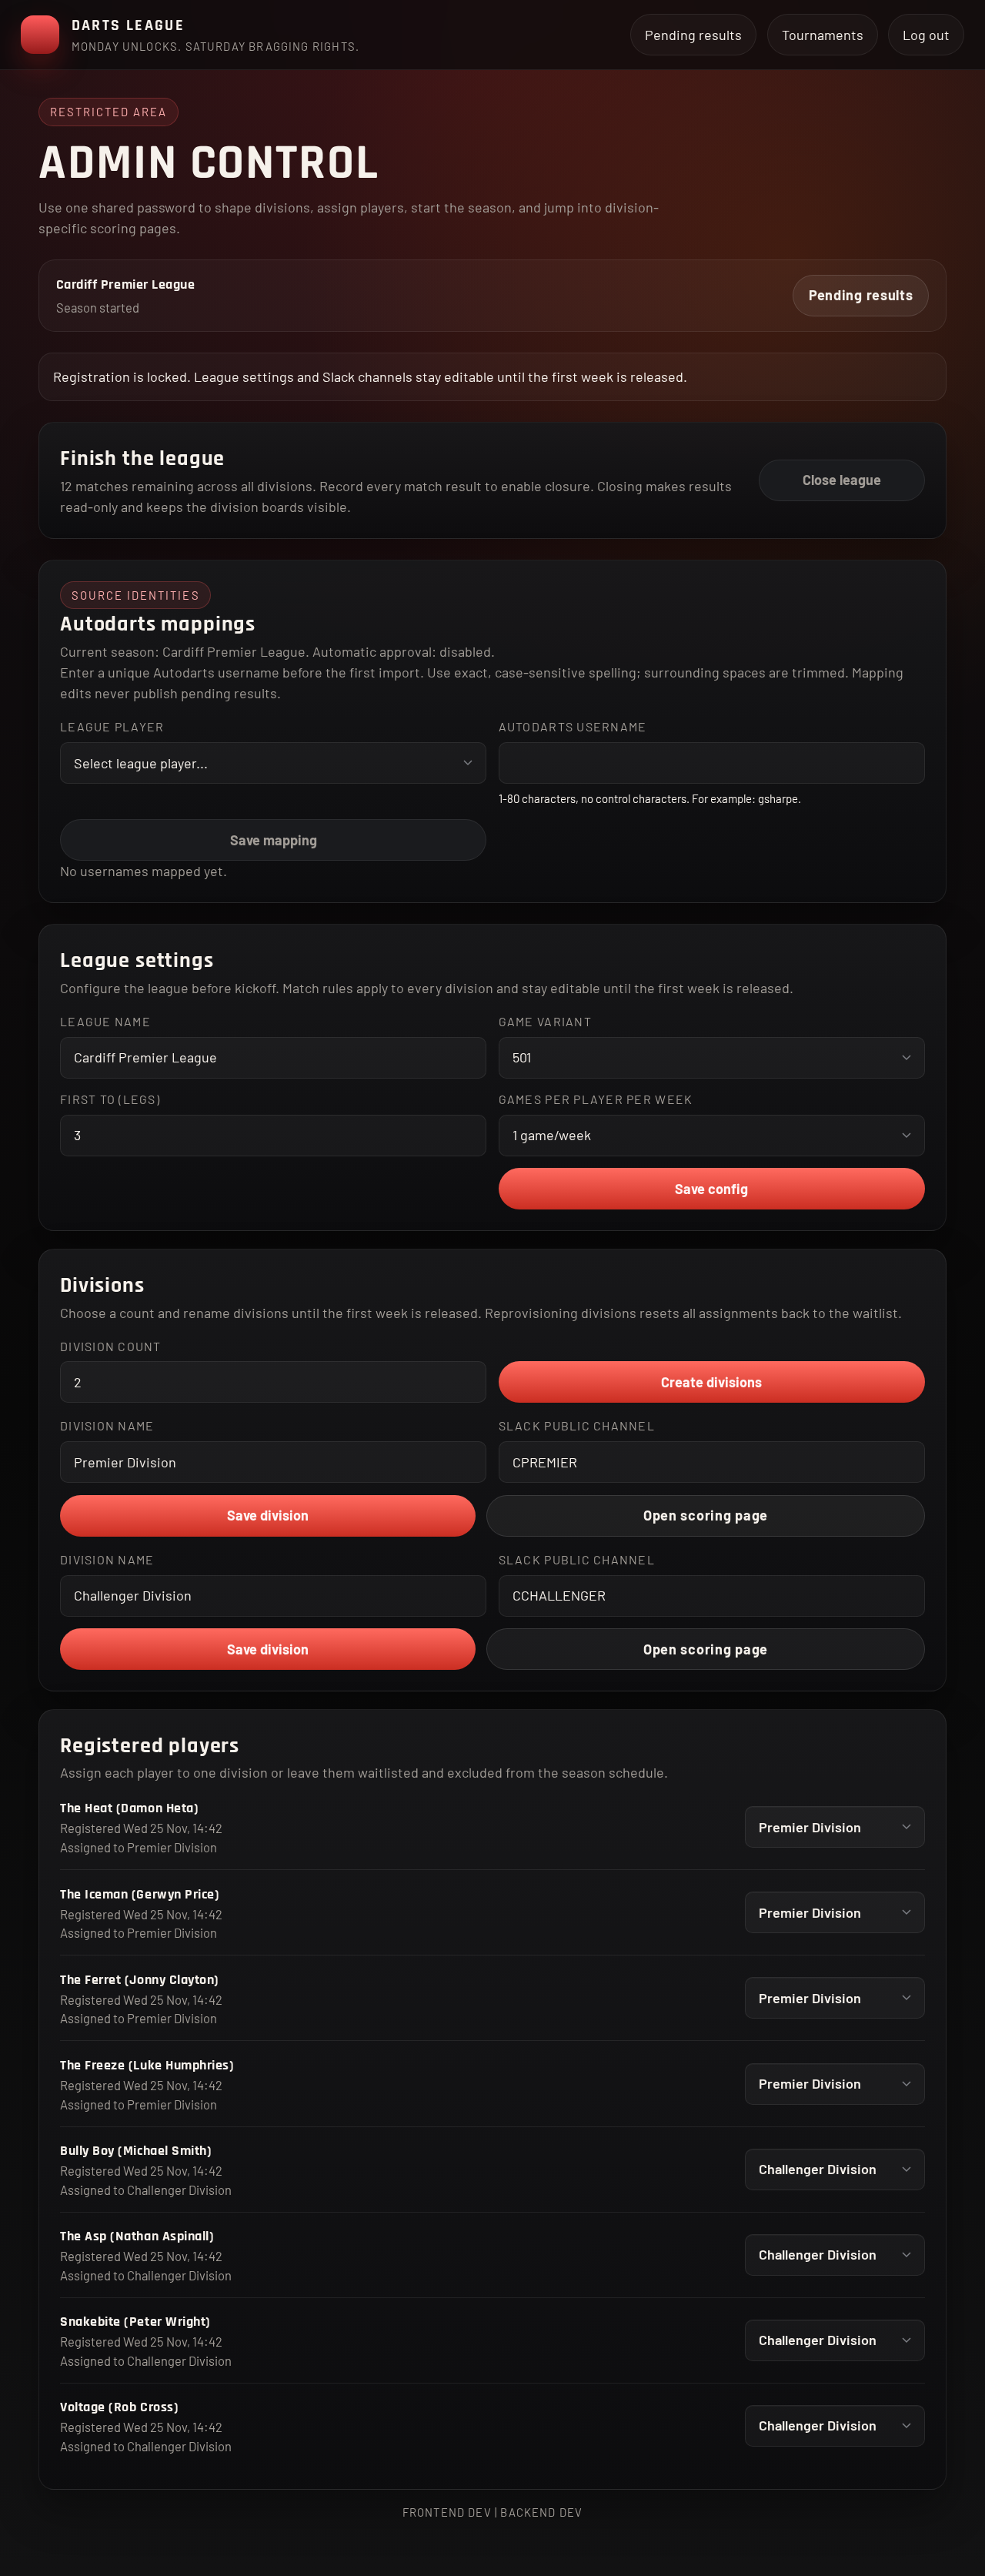 DARTS LEAGUE
MONDAY UNLOCKS. SATURDAY BRAGGING RIGHTS.
Pending results
Tournaments
Log out
RESTRICTED AREA
ADMIN CONTROL
Use one shared password to shape divisions, assign players, start the season, and jump into division-
specific scoring pages.
Cardiff Premier League
Season started
Pending results
Registration is locked. League settings and Slack channels stay editable until the first week is released.
Finish the league
12 matches remaining across all divisions. Record every match result to enable closure. Closing makes results
read-only and keeps the division boards visible.
Close league
SOURCE IDENTITIES
Autodarts mappings
Current season: Cardiff Premier League. Automatic approval: disabled.
Enter a unique Autodarts username before the first import. Use exact, case-sensitive spelling; surrounding spaces are trimmed. Mapping
edits never publish pending results.
LEAGUE PLAYER
AUTODARTS USERNAME
Select league player...
1-80 characters, no control characters. For example: gsharpe.
Save mapping
No usernames mapped yet.
League settings
Configure the league before kickoff. Match rules apply to every division and stay editable until the first week is released.
LEAGUE NAME
GAME VARIANT
Cardiff Premier League
501
FIRST TO (LEGS)
GAMES PER PLAYER PER WEEK
3
1 game/week
Save config
Divisions
Choose a count and rename divisions until the first week is released. Reprovisioning divisions resets all assignments back to the waitlist.
DIVISION COUNT
2
Create divisions
DIVISION NAME
SLACK PUBLIC CHANNEL
Premier Division
CPREMIER
Save division
Open scoring page
DIVISION NAME
SLACK PUBLIC CHANNEL
Challenger Division
CCHALLENGER
Save division
Open scoring page
Registered players
Assign each player to one division or leave them waitlisted and excluded from the season schedule.
The Heat (Damon Heta)
Registered Wed 25 Nov, 14:42
Assigned to Premier Division
Premier Division
The Iceman (Gerwyn Price)
Registered Wed 25 Nov, 14:42
Assigned to Premier Division
Premier Division
The Ferret (Jonny Clayton)
Registered Wed 25 Nov, 14:42
Assigned to Premier Division
Premier Division
The Freeze (Luke Humphries)
Registered Wed 25 Nov, 14:42
Assigned to Premier Division
Premier Division
Bully Boy (Michael Smith)
Registered Wed 25 Nov, 14:42
Assigned to Challenger Division
Challenger Division
The Asp (Nathan Aspinall)
Registered Wed 25 Nov, 14:42
Assigned to Challenger Division
Challenger Division
Snakebite (Peter Wright)
Registered Wed 25 Nov, 14:42
Assigned to Challenger Division
Challenger Division
Voltage (Rob Cross)
Registered Wed 25 Nov, 14:42
Assigned to Challenger Division
Challenger Division
FRONTEND DEV | BACKEND DEV